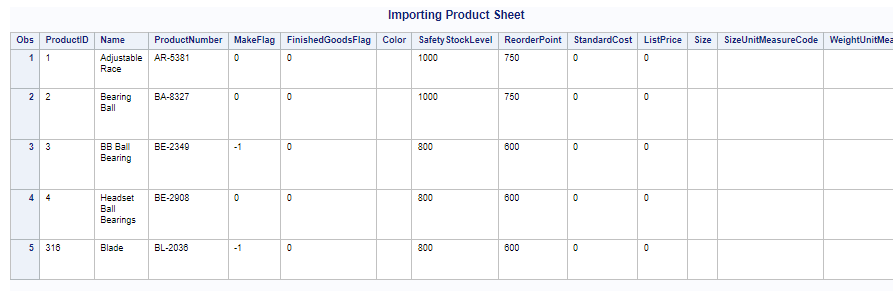 Importing Product Sheet
Obs ProductID Name ProductNumber MakeFlag FinishedGoodsFlag Color SafetyStockLevel ReorderPoint StandardCost ListPrice Size SizeUnitMeasureCode WeightUnitMea
1 1 Adjustable Race AR-5381 0 0 1000 750 0 0
2 2 Bearing Ball BA-8327 0 0 1000 750 0 0
3 3 BB Ball Bearing BE-2349 -1 0 800 600 0 0
4 4 Headset Ball Bearings BE-2908 0 0 800 600 0 0
5 316 Blade BL-2036 -1 0 800 600 0 0